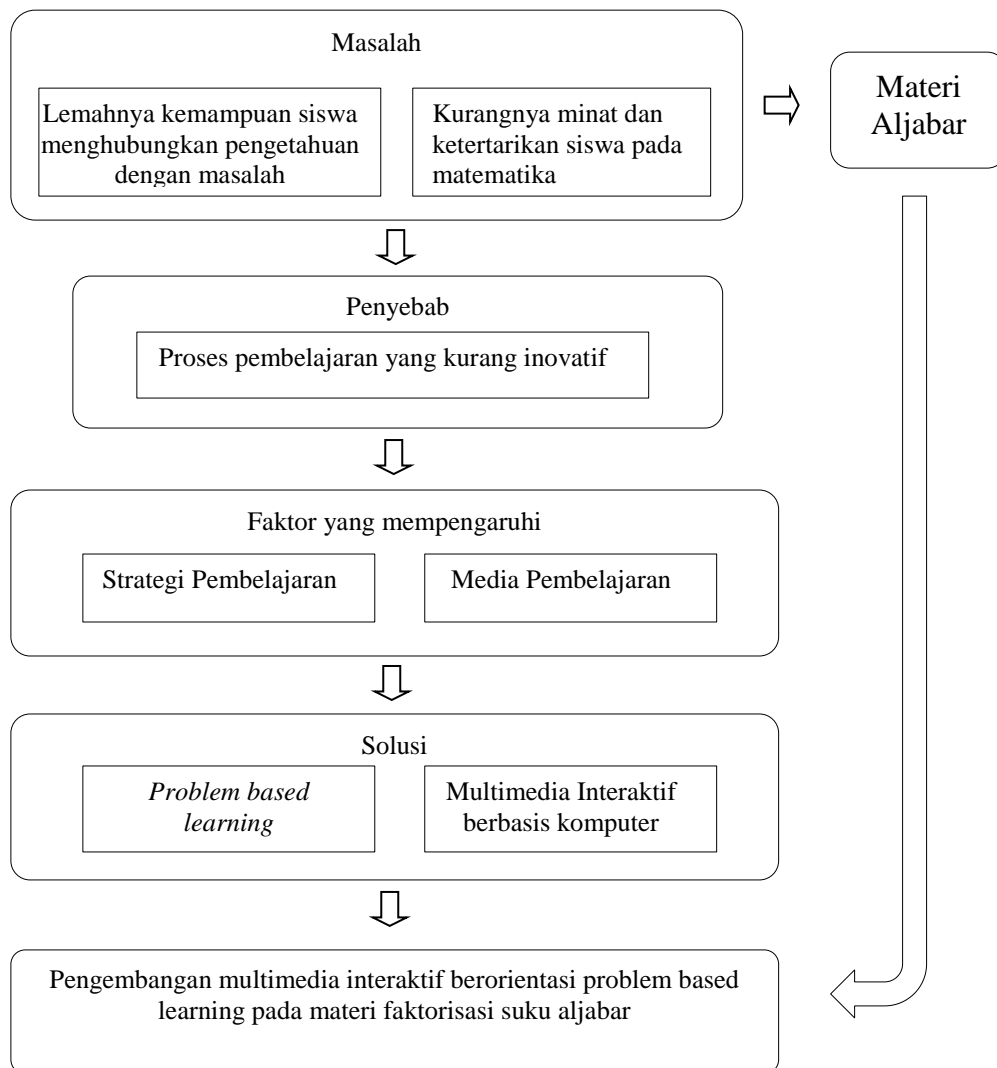 Masalah
Lemahnya kemampuan siswa
menghubungkan pengetahuan
dengan masalah
Kurangnya minat dan
ketertarikan siswa pada
matematika
Materi
Aljabar
Penyebab
Proses pembelajaran yang kurang inovatif
Faktor yang mempengaruhi
Strategi Pembelajaran
Media Pembelajaran
Solusi
Problem based
learning
Multimedia Interaktif
berbasis komputer
Pengembangan multimedia interaktif berorientasi problem based
learning pada materi faktorisasi suku aljabar